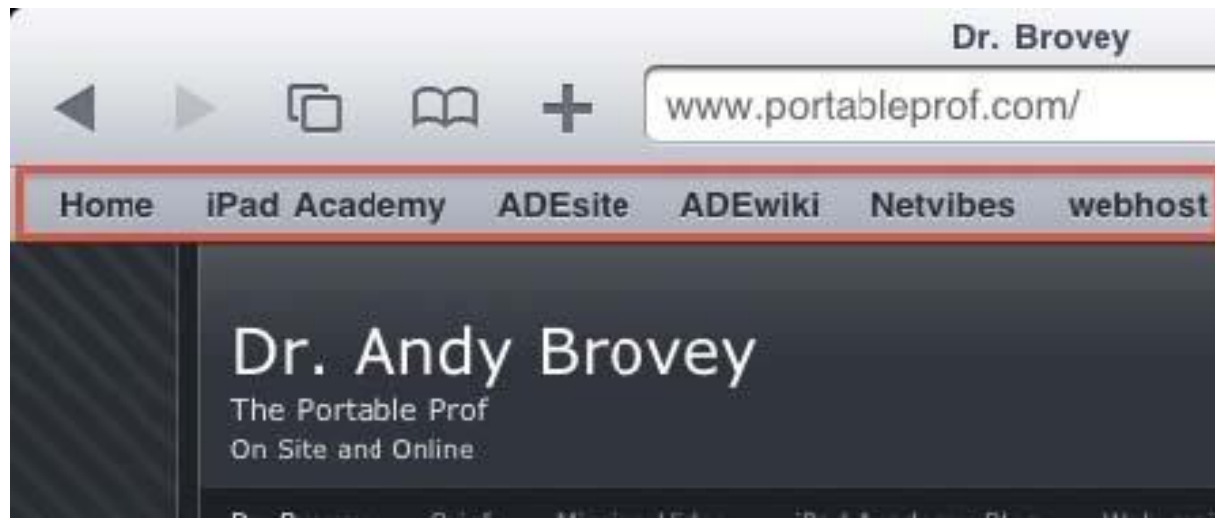 Dr. Brovey
www.portableprof.com/
Home iPad Academy ADEsite ADEwiki Netvibes webhost
Dr. Andy Brovey
The Portable Prof
On Site and Online